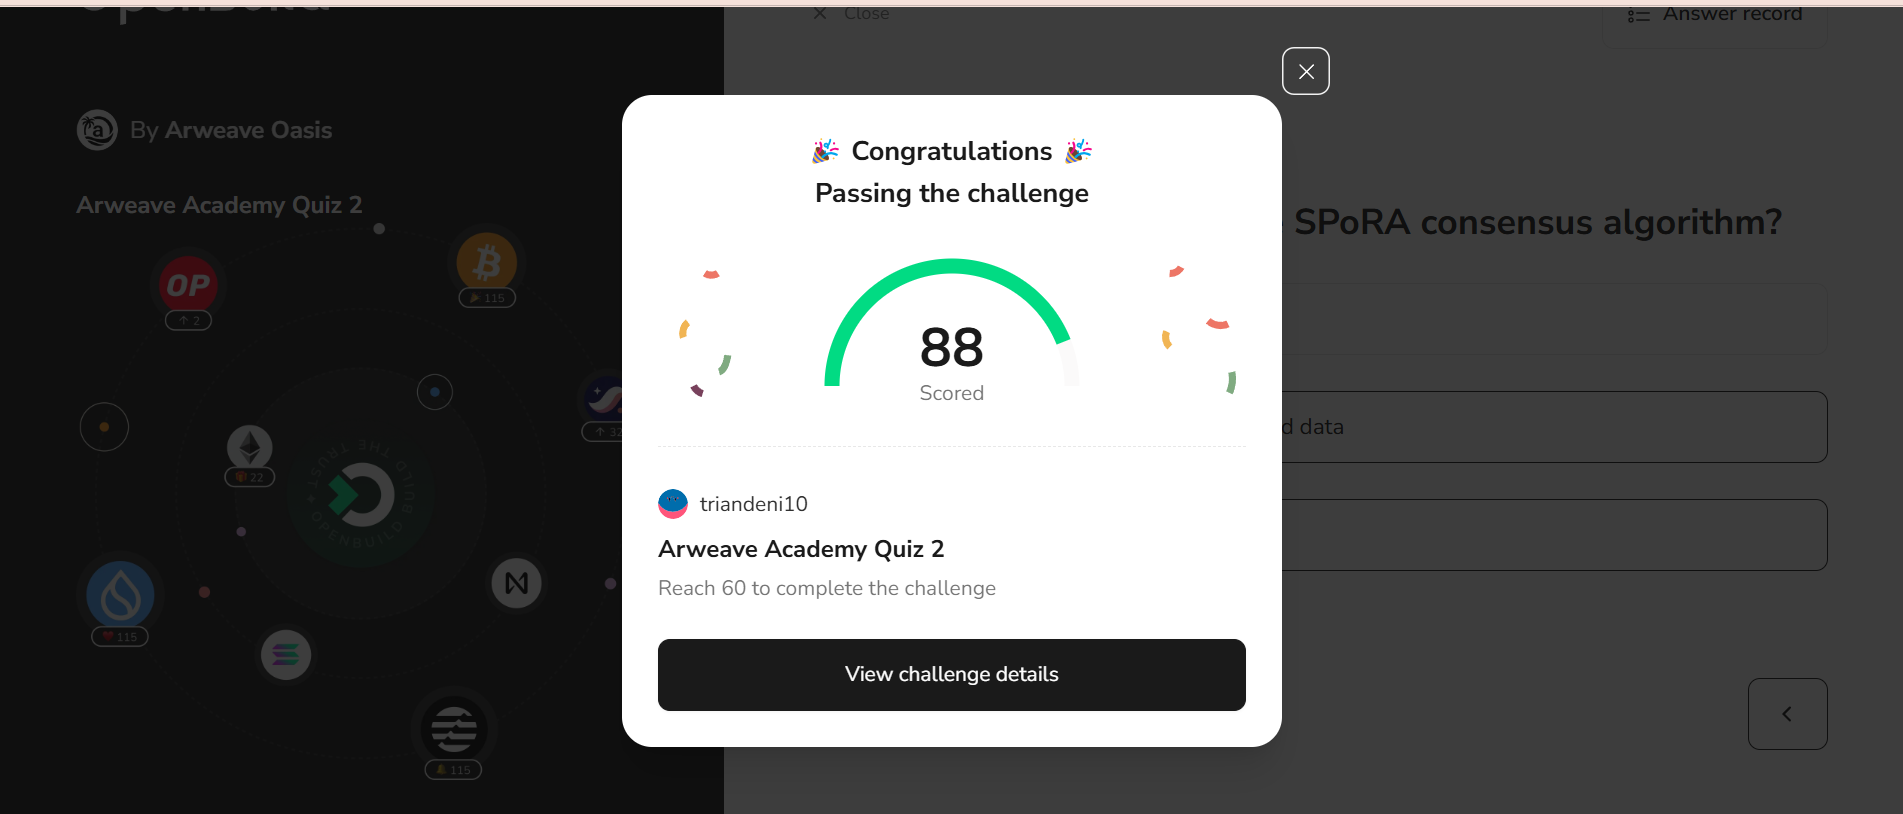 Close
Answer record
By Arweave Oasis
Arweave Academy Quiz 2
OP
2
115
32
22
115
115
THE TRUST
OPENBUILD
SPoRA consensus algorithm?
d data
Congratulations
Passing the challenge
88
Scored
triandeni10
Arweave Academy Quiz 2
Reach 60 to complete the challenge
View challenge details